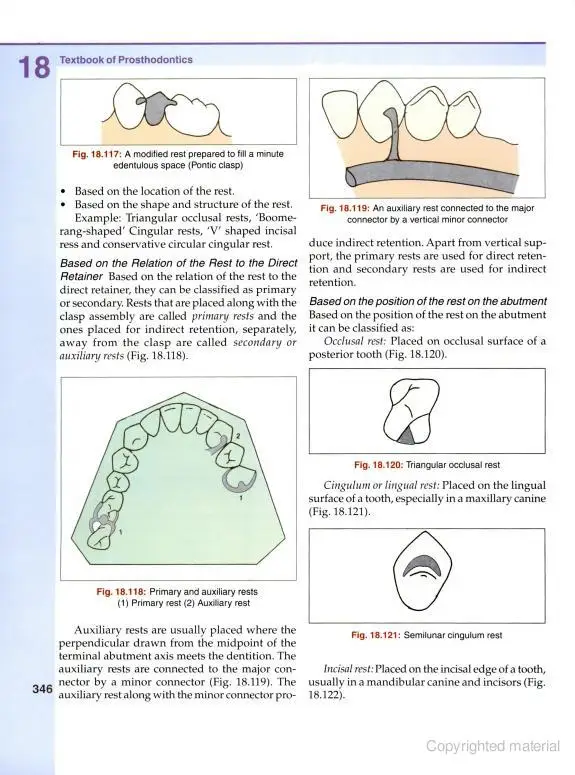 18
Textbook of Prosthodontics
Fig. 18.117: A modified rest prepared to fill a minute
edentulous space (Pontic clasp)
• Based on the location of the rest.
• Based on the shape and structure of the rest.
Example: Triangular occlusal rests, ‘Boome-
rang-shaped’ Cingular rests, ‘V’ shaped incisal
ress and conservative circular cingular rest.
Based on the Relation of the Rest to the Direct
Retainer Based on the relation of the rest to the
direct retainer, they can be classified as primary
or secondary. Rests that are placed along with the
clasp assembly are called primary rests and the
ones placed for indirect retention, separately,
away from the clasp are called secondary or
auxiliary rests (Fig. 18.118).
2
1
1
Fig. 18.118: Primary and auxiliary rests
(1) Primary rest (2) Auxiliary rest
Auxiliary rests are usually placed where the
perpendicular drawn from the midpoint of the
terminal abutment axis meets the dentition. The
auxiliary rests are connected to the major con-
nector by a minor connector (Fig. 18.119). The
auxiliary rest along with the minor connector pro-
346
Fig. 18.119: An auxiliary rest connected to the major
connector by a vertical minor connector
duce indirect retention. Apart from vertical sup-
port, the primary rests are used for direct reten-
tion and secondary rests are used for indirect
retention.
Based on the position of the rest on the abutment
Based on the position of the rest on the abutment
it can be classified as:
Occlusal rest: Placed on occlusal surface of a
posterior tooth (Fig. 18.120).
Fig. 18.120: Triangular occlusal rest
Cingulum or lingual rest: Placed on the lingual
surface of a tooth, especially in a maxillary canine
(Fig. 18.121).
Fig. 18.121: Semilunar cingulum rest
Incisal rest: Placed on the incisal edge of a tooth,
usually in a mandibular canine and incisors (Fig.
18.122).
Copyrighted material